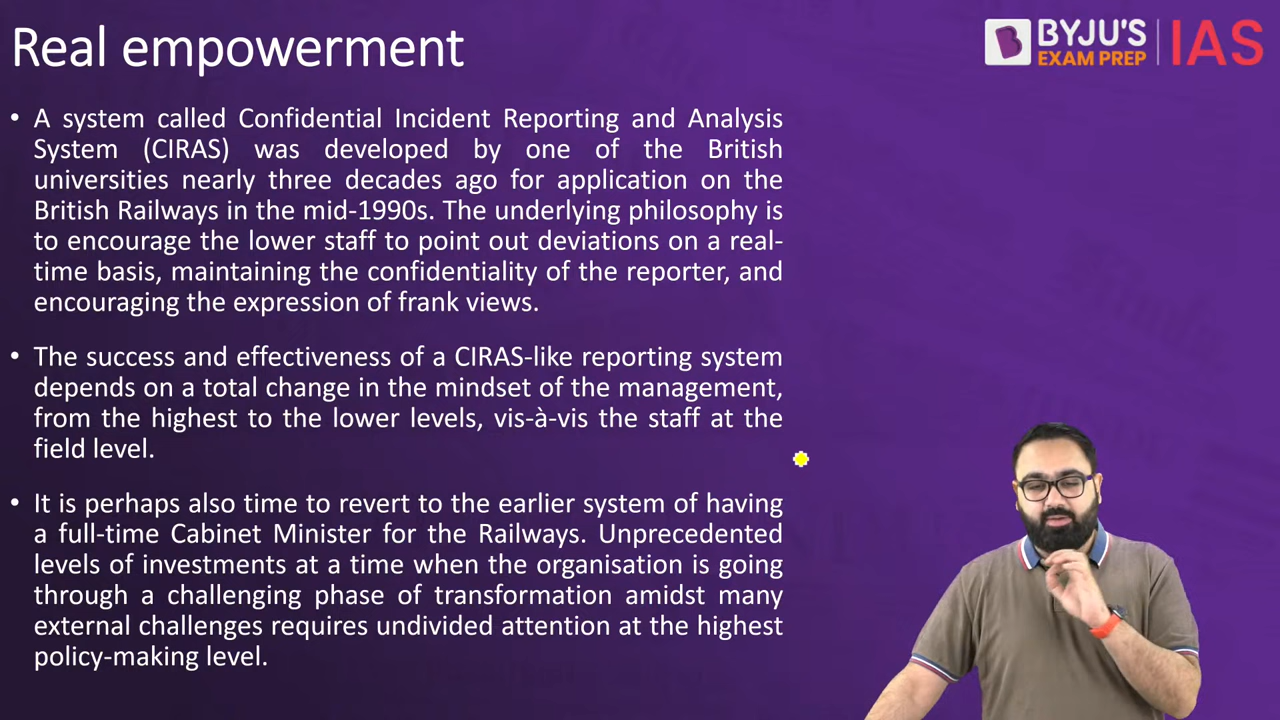 Real empowerment
BYJU'S
EXAM PREP
IAS
• A system called Confidential Incident Reporting and Analysis
System (CIRAS) was developed by one of the British
universities nearly three decades ago for application on the
British Railways in the mid-1990s. The underlying philosophy is
to encourage the lower staff to point out deviations on a real-
time basis, maintaining the confidentiality of the reporter, and
encouraging the expression of frank views.
• The success and effectiveness of a CIRAS-like reporting system
depends on a total change in the mindset of the management,
from the highest to the lower levels, vis-à-vis the staff at the
field level.
• It is perhaps also time to revert to the earlier system of having
a full-time Cabinet Minister for the Railways. Unprecedented
levels of investments at a time when the organisation is going
through a challenging phase of transformation amidst many
external challenges requires undivided attention at the highest
policy-making level.